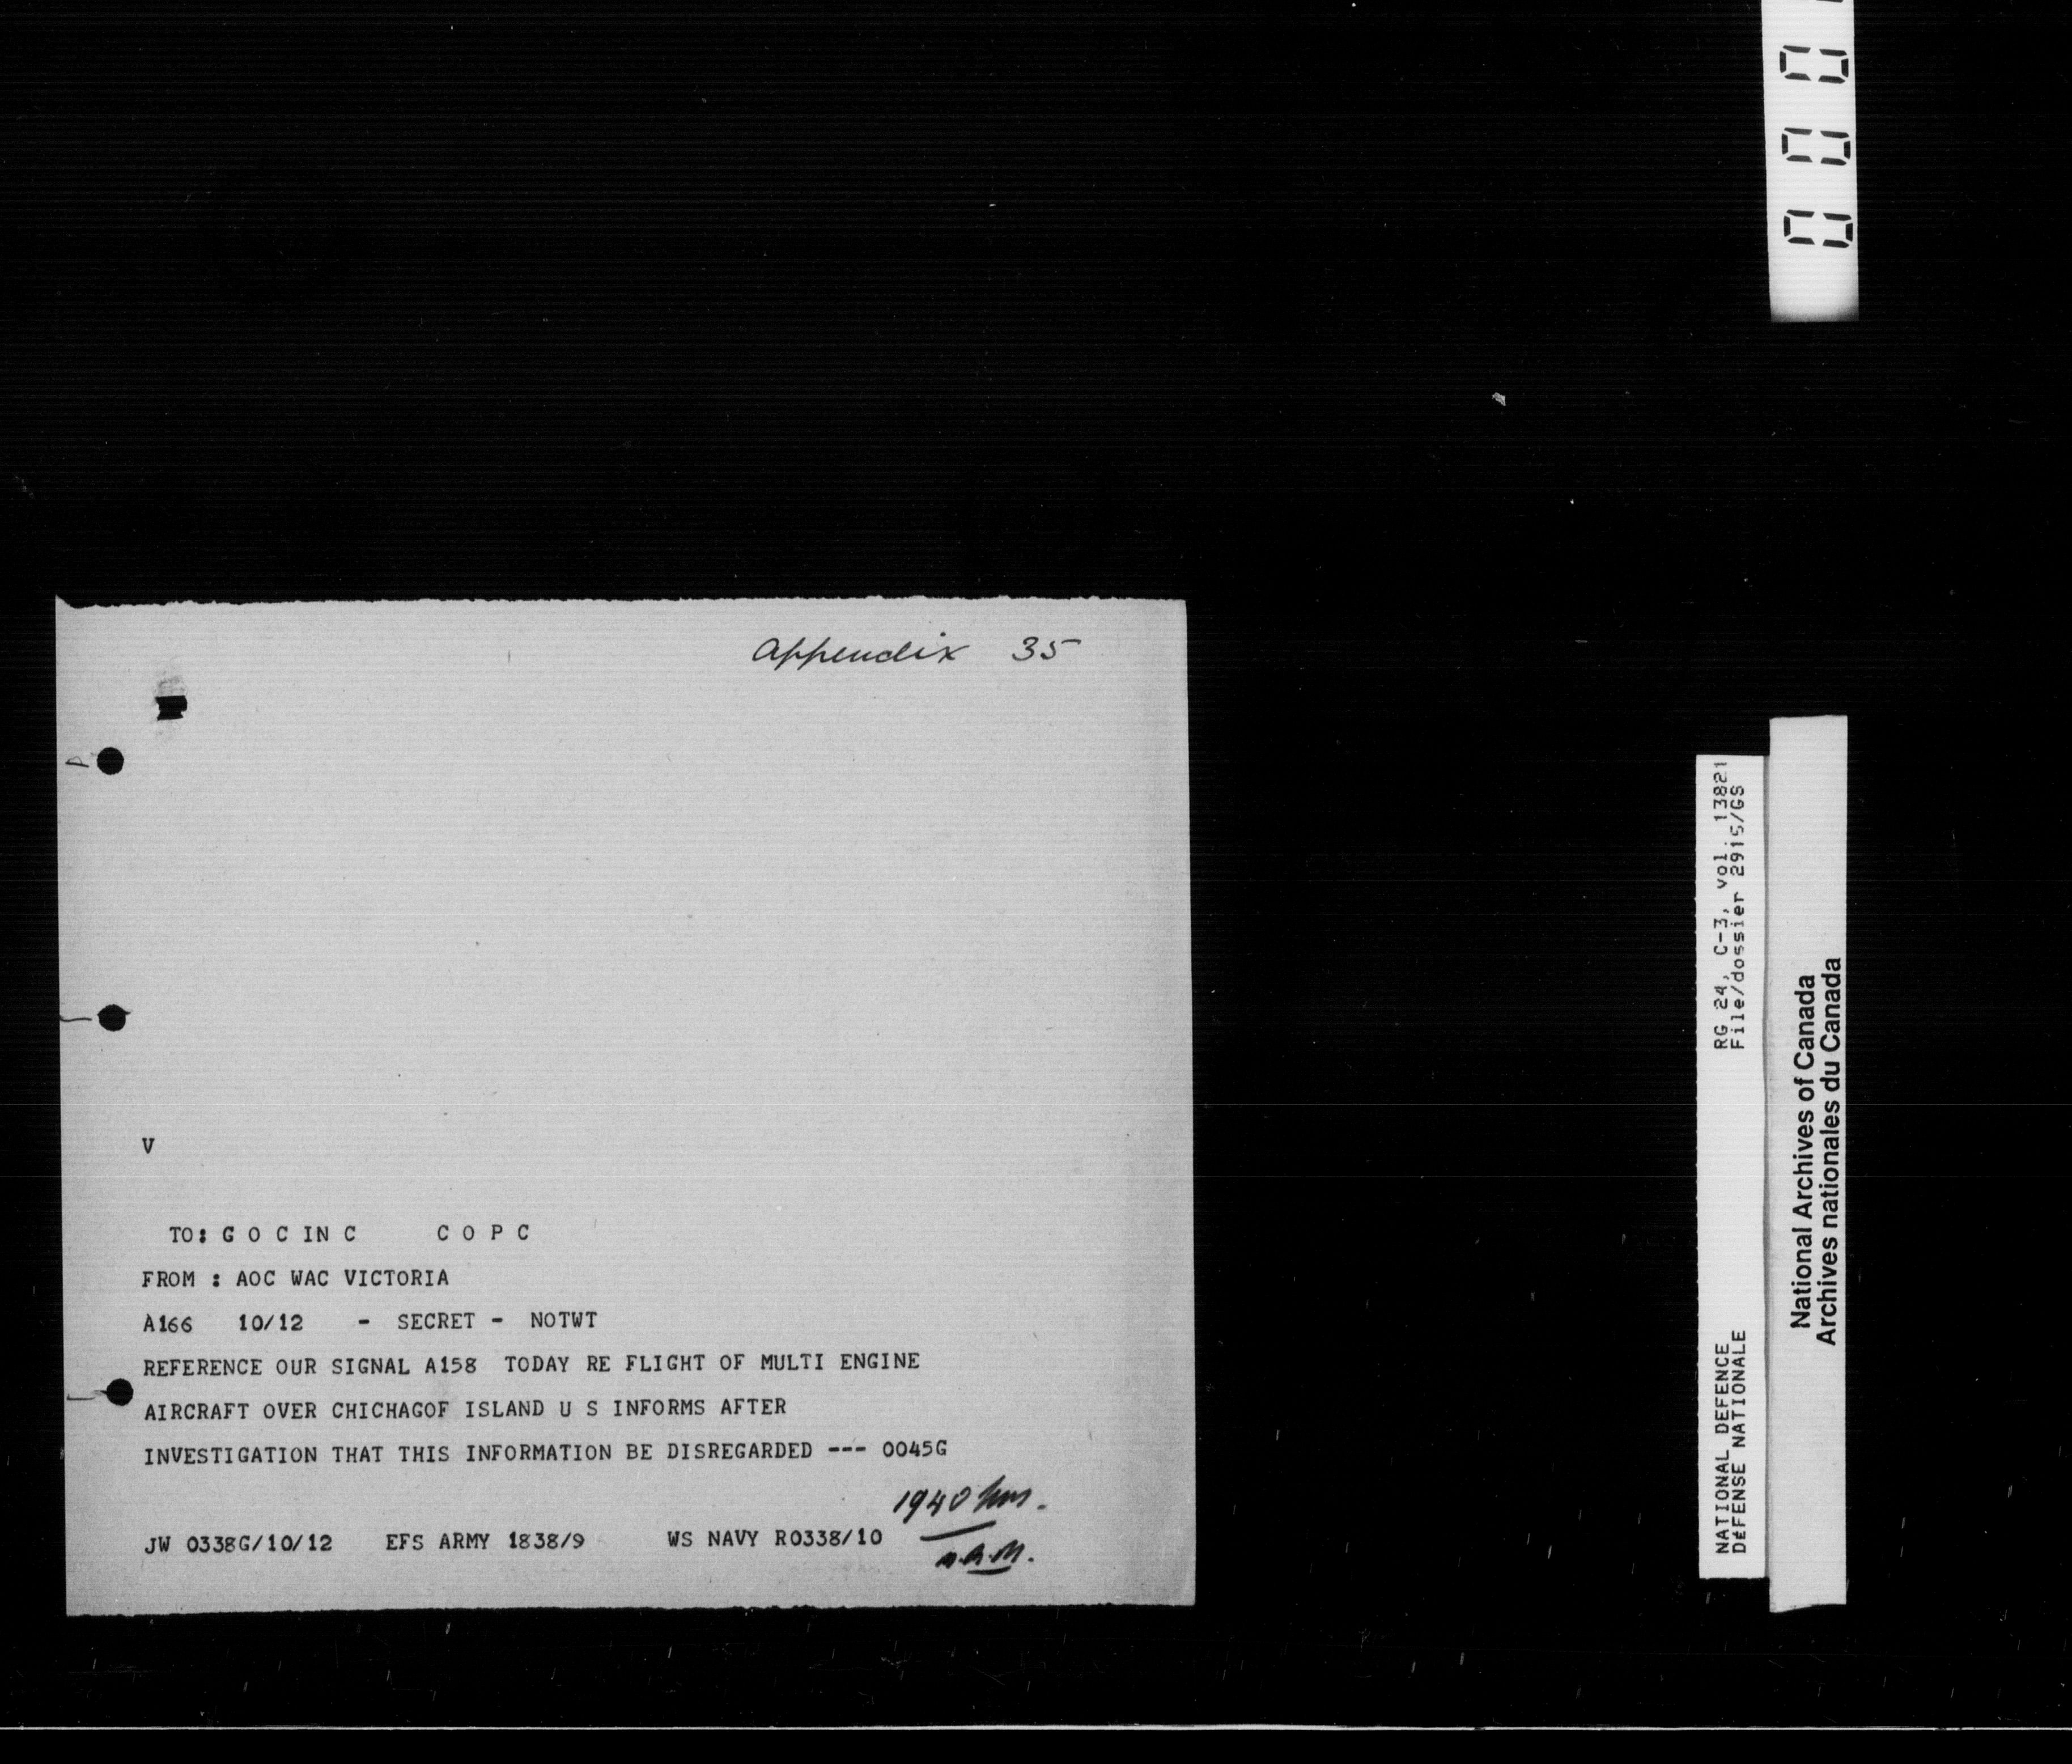 Appendix 35
V
TO: G O C IN C C O P C
FROM : AOC WAC VICTORIA
A166 10/12 - SECRET - NOTWT
REFERENCE OUR SIGNAL A158 TODAY RE FLIGHT OF MULTI ENGINE
AIRCRAFT OVER CHICHAGOF ISLAND U S INFORMS AFTER
INVESTIGATION THAT THIS INFORMATION BE DISREGARDED --- 0045G
1940 hrs.
JW 0338G/10/12 EFS ARMY 1838/9 WS NAVY R0338/10
NATIONAL DEFENCE RG 24, C-3, vol. 13821
DéFENSE NATIONALE File/dossier 2915/GS
National Archives of Canada
Archives nationales du Canada